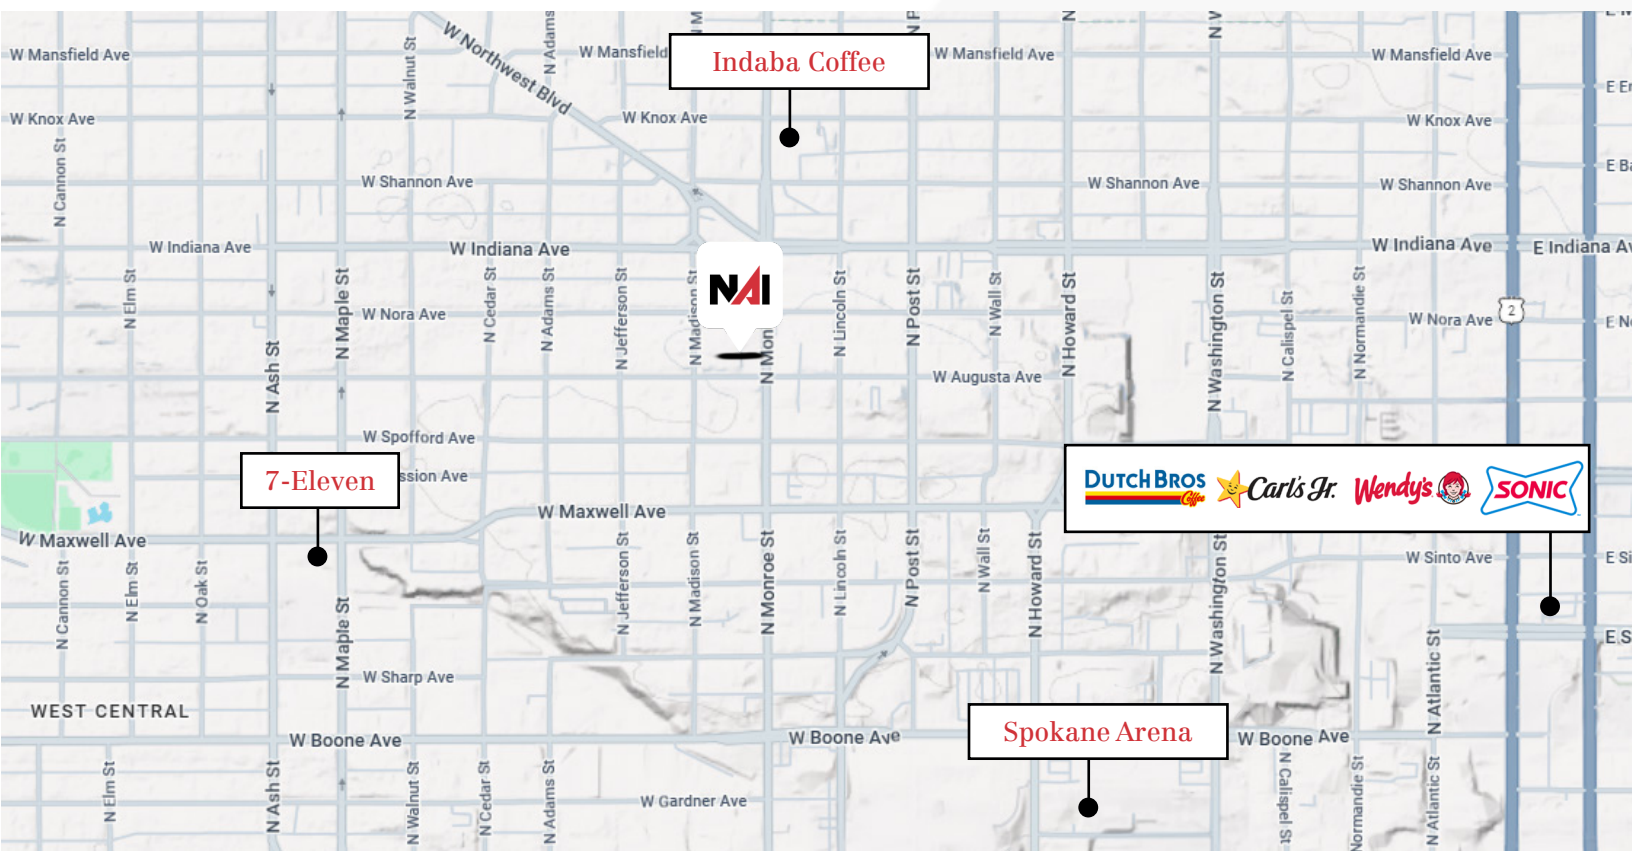 W Mansfield Ave
N Walnut St
W Northwest Blvd
N Adams
W Mansfield
Indaba Coffee
W Mansfield Ave
W Mansfield Ave
W Knox Ave
W Knox Ave
W Knox Ave
N Cannon St
W Shannon Ave
W Shannon Ave
W Shannon Ave
W Indiana Ave
W Indiana Ave
W Indiana Ave
E Indiana Av
NAI
N Elm St
N Ash St
N Maple St
W Nora Ave
N Cedar St
N Adams St
N Jefferson St
N Madison St
N Mon
N Lincoln St
N Post St
N Wall St
N Howard St
N Washington St
N Calispel St
N Normandie St
W Nora Ave
2
W Augusta Ave
W Spofford Ave
7-Eleven
ssion Ave
DUTCH BROS
Coffee
Carl's Jr.
Wendy's
SONIC
W Maxwell Ave
W Maxwell Ave
N Cannon St
N Elm St
N Oak St
N Maple St
N Jefferson St
N Madison St
N Monroe St
N Lincoln St
N Post St
N Wall St
N Howard St
N Washington St
W Sinto Ave
E Si
N Atlantic St
E S
W Sharp Ave
WEST CENTRAL
Spokane Arena
W Boone Ave
W Boone Ave
W Boone Ave
N Elm St
N Ash St
N Walnut St
N Cedar St
N Adams St
W Gardner Ave
N Calispel St
Normandie St
N Atlantic St